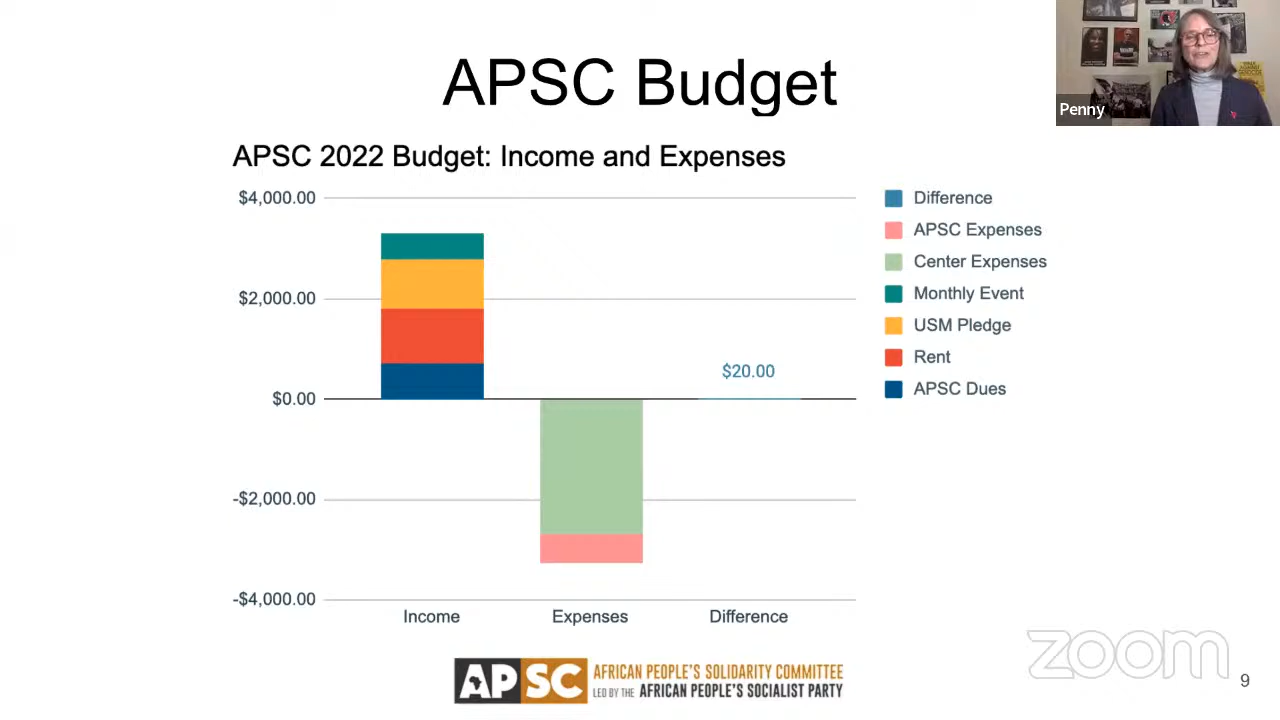 APSC Budget
Penny
APSC 2022 Budget: Income and Expenses
$4,000.00
$2,000.00
$0.00
-$2,000.00
-$4,000.00
$20.00
Income
Expenses
Difference
Difference
APSC Expenses
Center Expenses
Monthly Event
USM Pledge
Rent
APSC Dues
APSC
AFRICAN PEOPLE'S SOLIDARITY COMMITTEE
LED BY THE AFRICAN PEOPLE'S SOCIALIST PARTY
zoom
9